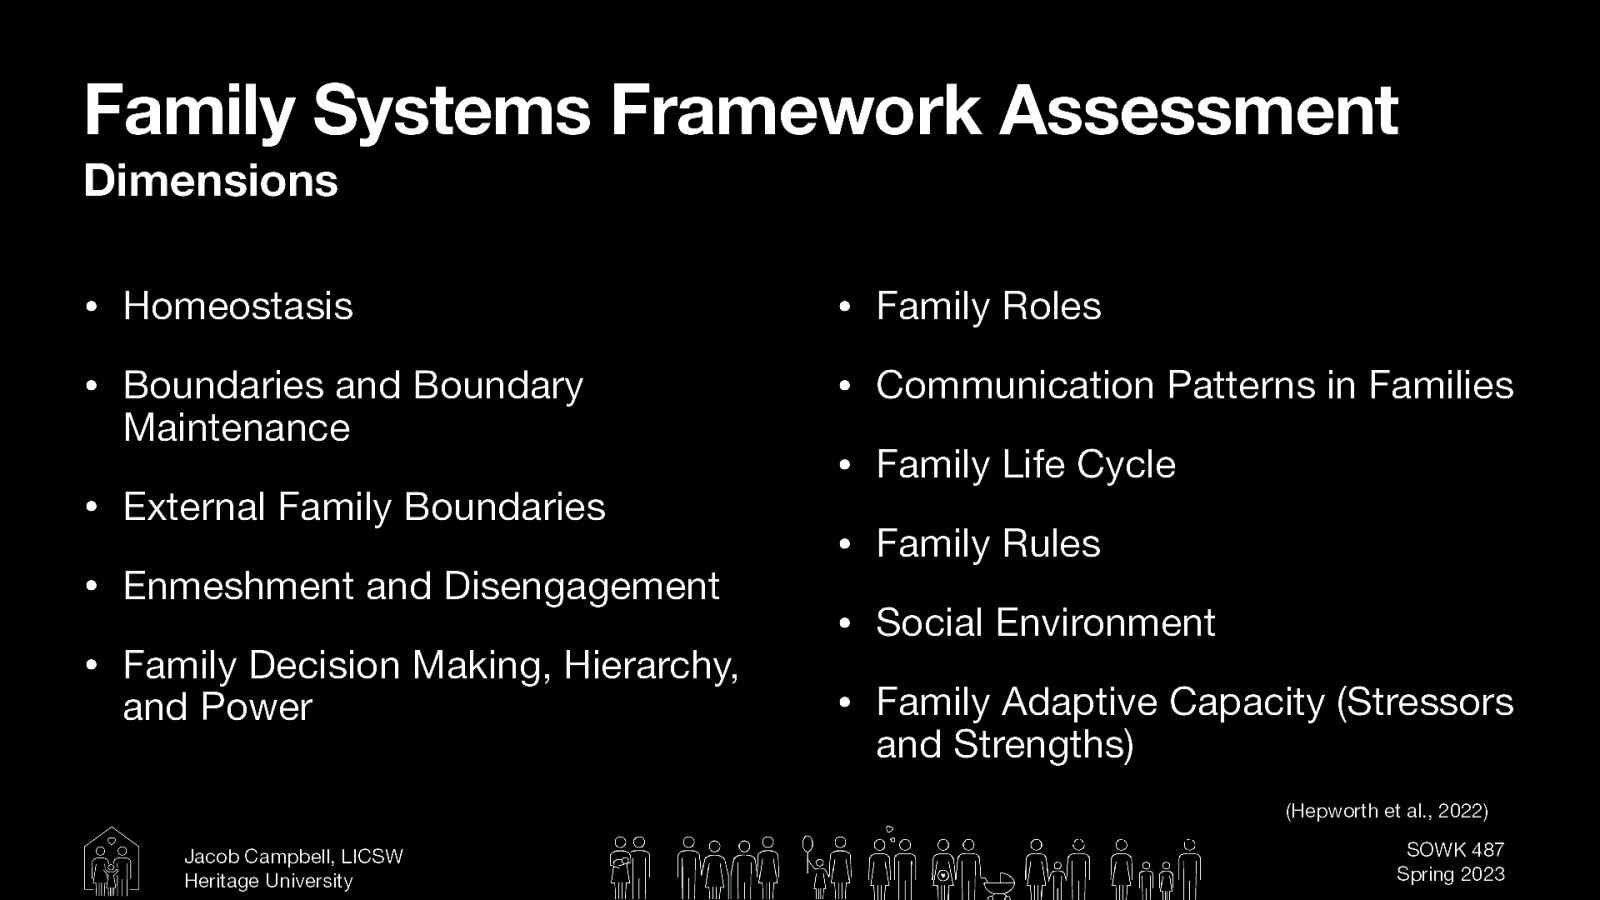 Family Systems Framework Assessment
Dimensions
• Homeostasis
• Boundaries and Boundary
Maintenance
• External Family Boundaries
• Enmeshment and Disengagement
• Family Decision Making, Hierarchy,
and Power
• Family Roles
• Communication Patterns in Families
• Family Life Cycle
• Family Rules
• Social Environment
• Family Adaptive Capacity (Stressors
and Strengths)
(Hepworth et al., 2022)
Jacob Campbell, LICSW
Heritage University
SOWK 487
Spring 2023